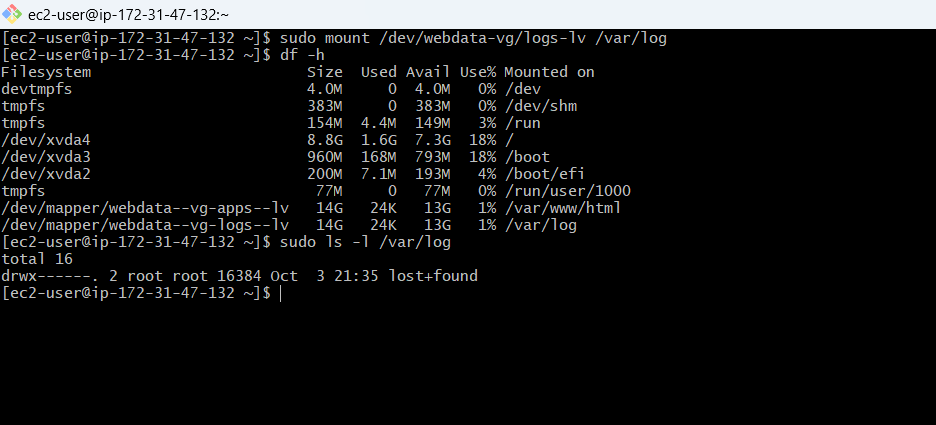 ec2-user@ip-172-31-47-132:~
[ec2-user@ip-172-31-47-132 ~]$ sudo mount /dev/webdata-vg/logs-lv /var/log
[ec2-user@ip-172-31-47-132 ~]$ df -h
Filesystem                        Size  Used Avail Use% Mounted on
devtmpfs                          4.0M     0  4.0M   0% /dev
tmpfs                             383M     0  383M   0% /dev/shm
tmpfs                             154M  4.4M  149M   3% /run
/dev/xvda4                        8.8G  1.6G  7.3G  18% /
/dev/xvda3                        960M  168M  793M  18% /boot
/dev/xvda2                        200M  7.1M  193M   4% /boot/efi
tmpfs                              77M     0   77M   0% /run/user/1000
/dev/mapper/webdata--vg-apps--lv   14G   24K   13G   1% /var/www/html
/dev/mapper/webdata--vg-logs--lv   14G   24K   13G   1% /var/log
[ec2-user@ip-172-31-47-132 ~]$ sudo ls -l /var/log
total 16
drwx------. 2 root root 16384 Oct  3 21:35 lost+found
[ec2-user@ip-172-31-47-132 ~]$